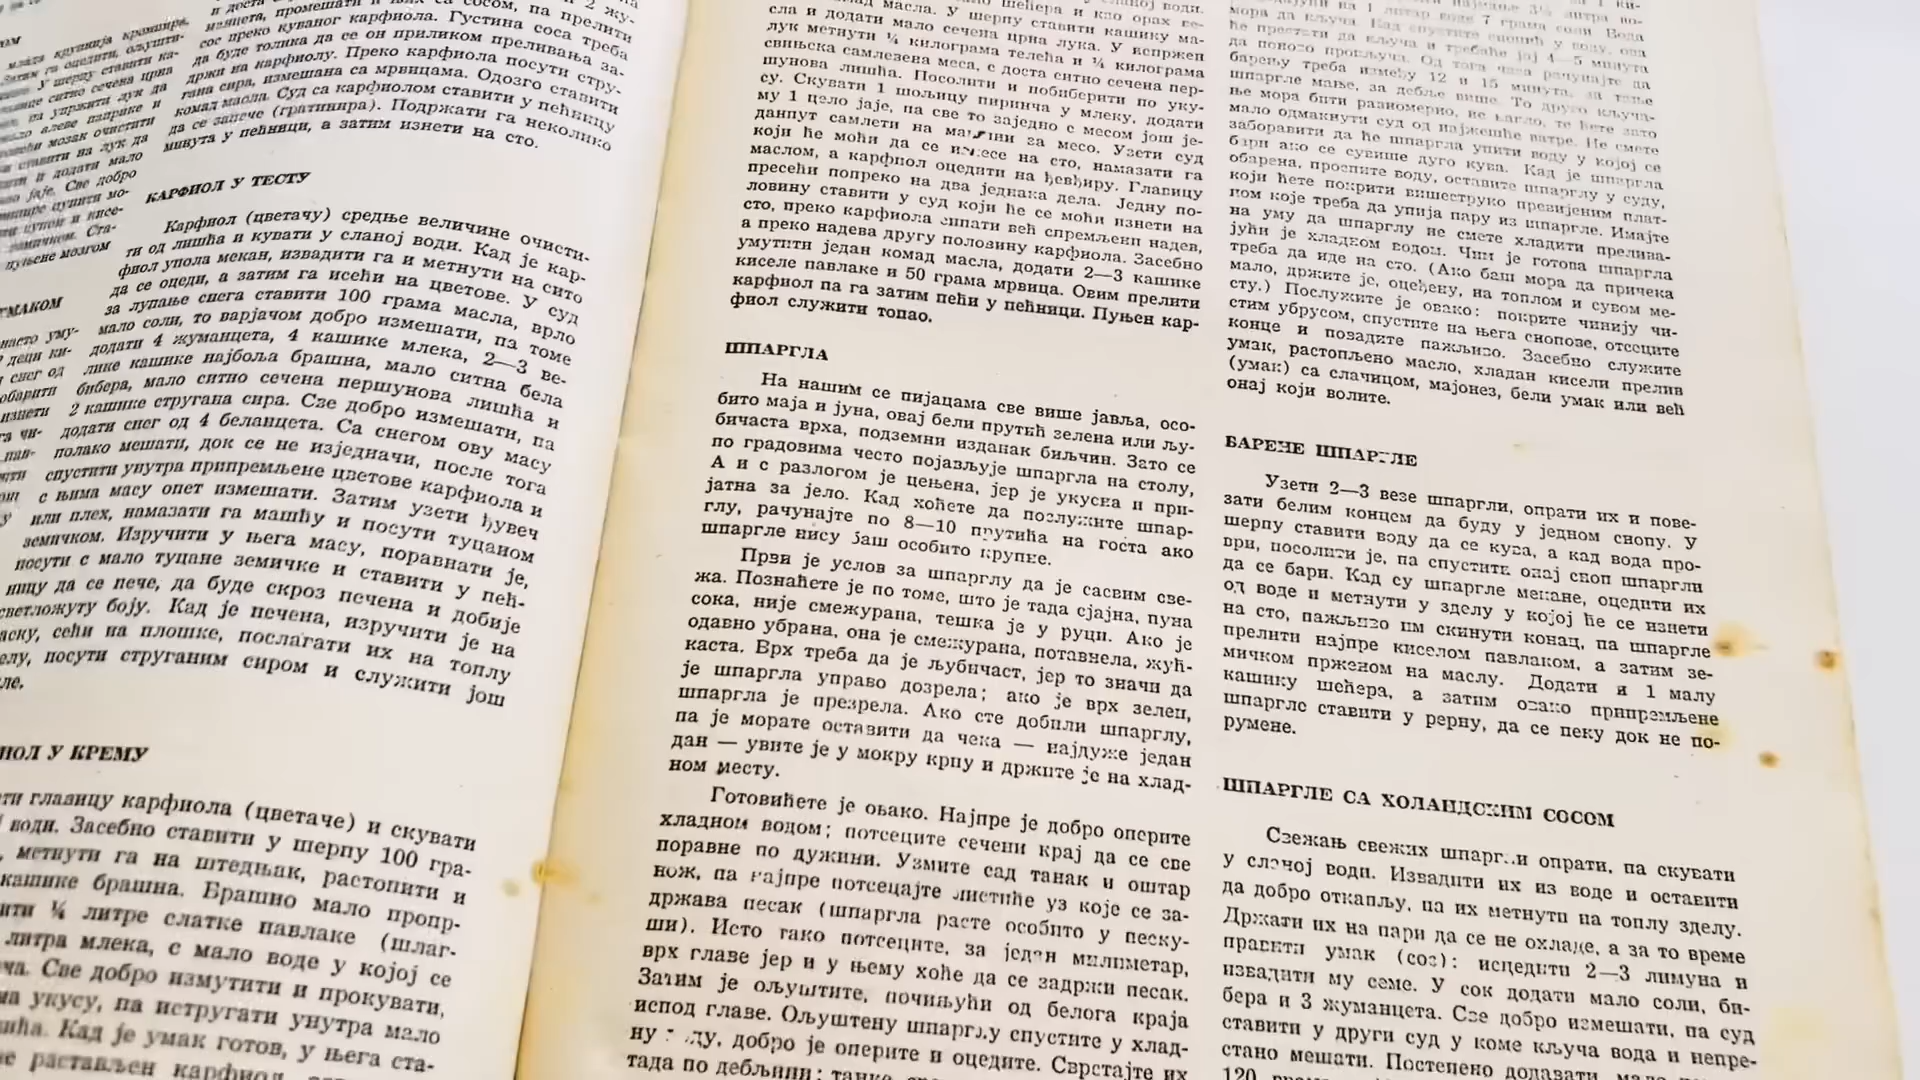 млада крупнија кромпире,
сос преко куваног карфиола. Густина соса треба
да буде толика да се он приликом преливања за-
држи на карфиолу. Преко карфиола посути стру-
гана сира, измешана са мрвицама. Одозго ставити
комад масла. Суд са карфиолом ставити у пећницу
да се запече (гратинира). Подржати га неколико
минута у пећници, а затим изнети на сто.
КАРФИОЛ У ТЕСТУ
Карфиол (цветачу) средње величине очисти-
ти од лишћа и кувати у сланој води. Кад је кар-
фиол упола мекан, извадити га и метнути на сито
да се оцеди, а затим га исећи на цветове. У суд
за лупање снега ставити 100 грама масла, врло
мало соли, то варјачом добро измешати, па томе
додати 4 жуманцета, 4 кашике млека, 2—3 ве-
лике кашике најбоља брашна, мало ситна бела
бибера, мало ситно сечена першунова лишћа и
2 кашике стругана сира. Све добро измешати, па
додати снег од 4 беланцета. Са снегом ову масу
полако мешати, док се не изједначи, после тога
спустити унутра припремљене цветове карфиола и
с њима масу опет измешати. Затим узети ђувеч
или плех, намазати га машћу и посути туцаном
земичком. Изручити у њега масу, поравнати је,
посути с мало туцане земичке и ставити у пећ-
ницу да се пече, да буде скроз печена и добије
светложуту боју. Кад је печена, изручити је на
даску, сећи на плошке, послагати их на топлу
зделу, посути струганим сиром и служити још
ИОЛ У КРЕМУ
главицу карфиола (цветаче) и скувати
води. Засебно ставити у шерпу 100 гра-
метнути га на штедњак, растопити и
кашике брашна. Брашно мало пропр-
¼ литре слатке павлаке (шлаг-
литра млека, с мало воде у којој се
Све добро измутити и прокувати,
укусу, па истругати унутра мало
Кад је умак готов, у њега ста-
растављен карфиол
сла и додати мало сечена црна лука. У испржен
лук метнути ¼ килограма телећа и ¼ килограма
свињска самлевена меса, с доста ситно сечена пер-
шунова лишћа. Посолити и побиберити по уку-
су. Скувати 1 шољицу пиринча у млеку, додати
му 1 цело јаје, па све то заједно с месом још је-
данпут самлети на машини за месо. Узети суд
који ће моћи да се изнесе на сто, намазати га
маслом, а карфиол оцедити на ђевђиру. Главицу
пресећи попреко на два једнака дела. Једну по-
ловину ставити у суд који ће се моћи изнети на
сто, преко карфиола сипати већ спремљени надев,
а преко надева другу половину карфиола. Засебно
умутити један комад масла, додати 2—3 кашике
киселе павлаке и 50 грама мрвица. Овим прелити
карфиол па га затим пећи у пећници. Пуњен кар-
фиол служити топао.
ШПАРГЛА
На нашим се пијацама све више јавља, осо-
бито маја и јуна, овај бели прутић зелена или љу-
бичаста врха, подземни изданак биљчин. Зато се
по градовима често појављује шпаргла на столу,
А и с разлогом је цењена, јер је укусна и при-
јатна за јело. Кад хоћете да послужите шпар-
глу, рачунајте по 8—10 прутића на госта ако
шпаргле нису баш особито крупне.
Први је услов за шпарглу да је сасвим све-
жа. Познаћете је по томе, што је тада сјајна, пуна
сока, није смежурана, тешка је у руци. Ако је
одавно убрана, она је смежурана, потавнела, жућ-
каста. Врх треба да је љубичаст, јер то значи да
је шпаргла управо дозрела; ако је врх зелен,
шпаргла је презрела. Ако сте добили шпарглу,
па је морате оставити да чека — најдуже један
дан — увите је у мокру крпу и држите је на хлад-
ном месту.
Готовићете је овако. Најпре је добро оперите
хладном водом; потсеците сечени крај да се све
поравне по дужини. Узмите сад танак и оштар
нож, па најпре потсецајте листиће уз које се за-
држава песак (шпаргла расте особито у песку-
ши). Исто тако потсеците, за један милиметар,
врх главе јер и у њему хоће да се задржи песак.
Затим је ољуштите, почињући од белога краја
испод главе. Ољуштену шпарглу спустите у хлад-
ну воду, добро је оперите и оцедите. Сврстајте их
тада по дебљини:
мора да кључа. Кад спустите сценић у воду, она
ће престати да кључа и требаће јој 4—5 минута
да поново прокључа. Од тога часа рачунајте да
барењу треба између 12 и 15 минута, за тање
шпаргле мање, за дебље више. То друго кључа-
ње мора бити равномерно, не нагло, те ћете зато
мало одмакнути суд од најжешће ватре. Не смете
заборавити да ће шпаргла упити воду у којој се
бари ако се сувише дуго кува. Кад је шпаргла
обарена, проспите воду, оставите шпарглу у суду,
који ћете покрити вишеструко превијеним плат-
ном које треба да упија пару из шпаргле. Имајте
на уму да шпарглу не смете хладити прелива-
јући је хладном водом. Чим је готова шпаргла
треба да иде на сто. (Ако баш мора да причека
мало, држите је, оцеђену, на топлом и сувом ме-
сту.) Послужите је овако: покрите чинију чи-
стим убрусом, спустите на њега снопове, отсеците
конце и повадите пажљиво. Засебно служите
умак, растопљено масло, хладан кисели прелив
(умак) са слачицом, мајонез, бели умак или већ
онај који волите.
БАРЕНЕ ШПАРГЛЕ
Узети 2—3 везе шпаргли, опрати их и пове-
зати белим концем да буду у једном снопу. У
шерпу ставити воду да се кува, а кад вода про-
ври, посолити је, па спустити онај сноп шпаргли
да се бари. Кад су шпаргле мекане, оцедити их
од воде и метнути у зделу у којој ће се изнети
на сто, пажљиво им скинути конац, па шпаргле
прелити најпре киселом павлаком, а затим зе-
мичком прженом на маслу. Додати и 1 малу
кашику шећера, а затим овако припремљене
шпаргле ставити у рерну, да се пеку док не по-
румене.
ШПАРГЛЕ СА ХОЛАНДСКИМ СОСОМ
Свежањ свежих шпаргли опрати, па скувати
у сланој води. Извадити их из воде и оставити
да добро откапљу, па их метнути на топлу зделу.
Држати их на пари да се не охладе, а за то време
правити умак (сос): исцедити 2—3 лимуна и
извадити му семе. У сок додати мало соли, би-
бера и 3 жуманцета. Све добро измешати, па суд
ставити у други суд у коме кључа вода и непре-
стано мешати. Постепено додавати